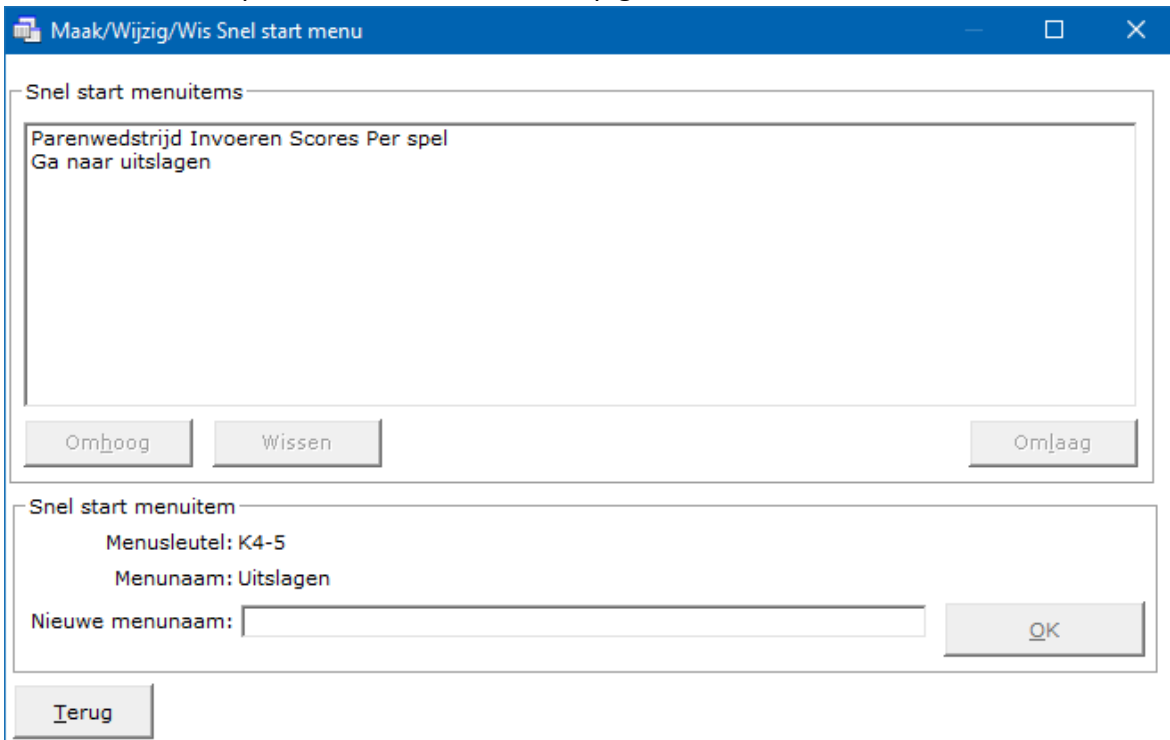 Maak/Wijzig/Wis Snel start menu
Snel start menuitems
Parenwedstrijd Invoeren Scores Per spel
Ga naar uitslagen
Omhoog Wissen Omlaag
Snel start menuitem
Menusleutel: K4-5
Menunaam: Uitslagen
Nieuwe menunaam:
OK
Terug